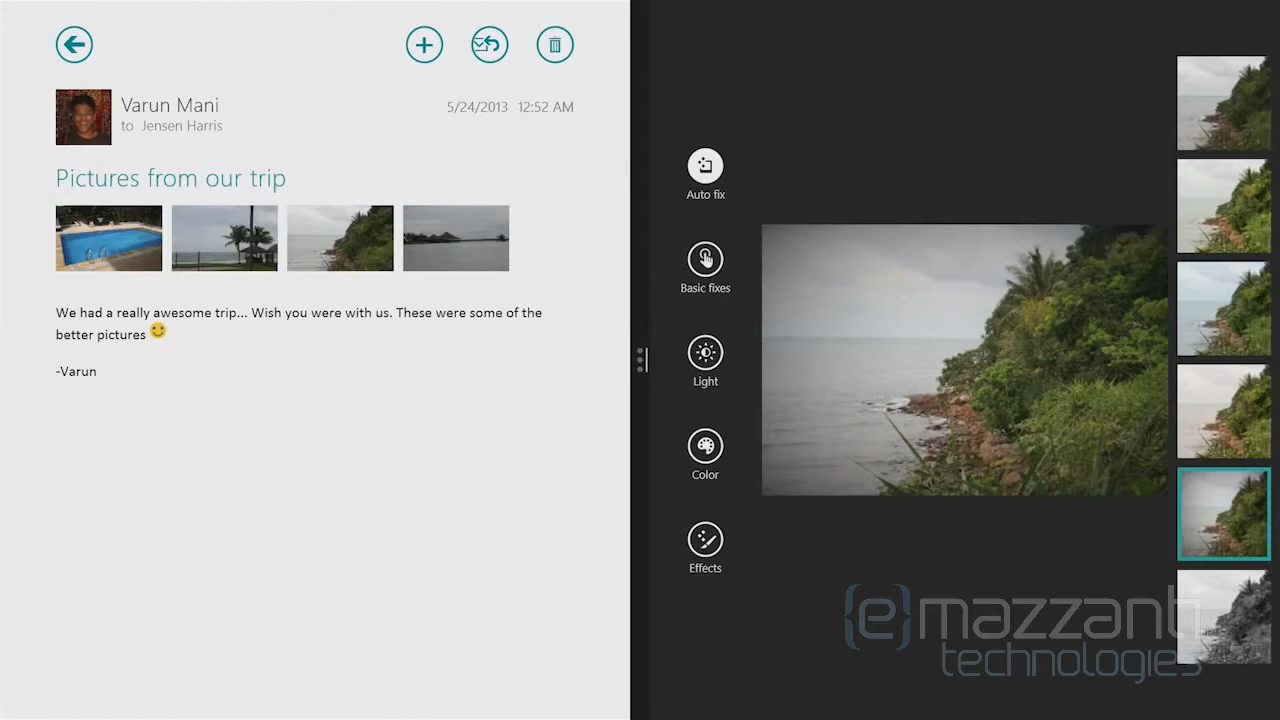 Varun Mani
to Jensen Harris
5/24/2013 12:52 AM
Pictures from our trip
We had a really awesome trip... Wish you were with us. These were some of the
better pictures
-Varun
Auto fix
Basic fixes
Light
Color
Effects
{e}mazzanti
technologies